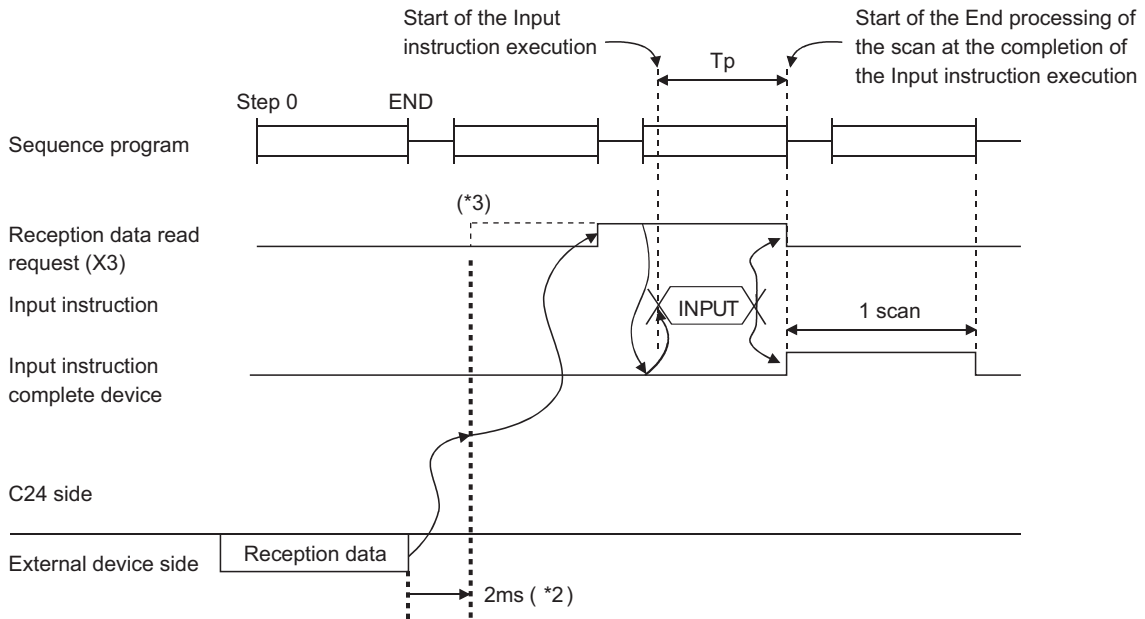 Start of the Input
instruction execution
Start of the End processing of
the scan at the completion of
the Input instruction execution
Tp
Step 0
END
Sequence program
(*3)
Reception data read
request (X3)
Input instruction
INPUT
1 scan
Input instruction
complete device
C24 side
Reception data
External device side
2ms ( *2 )